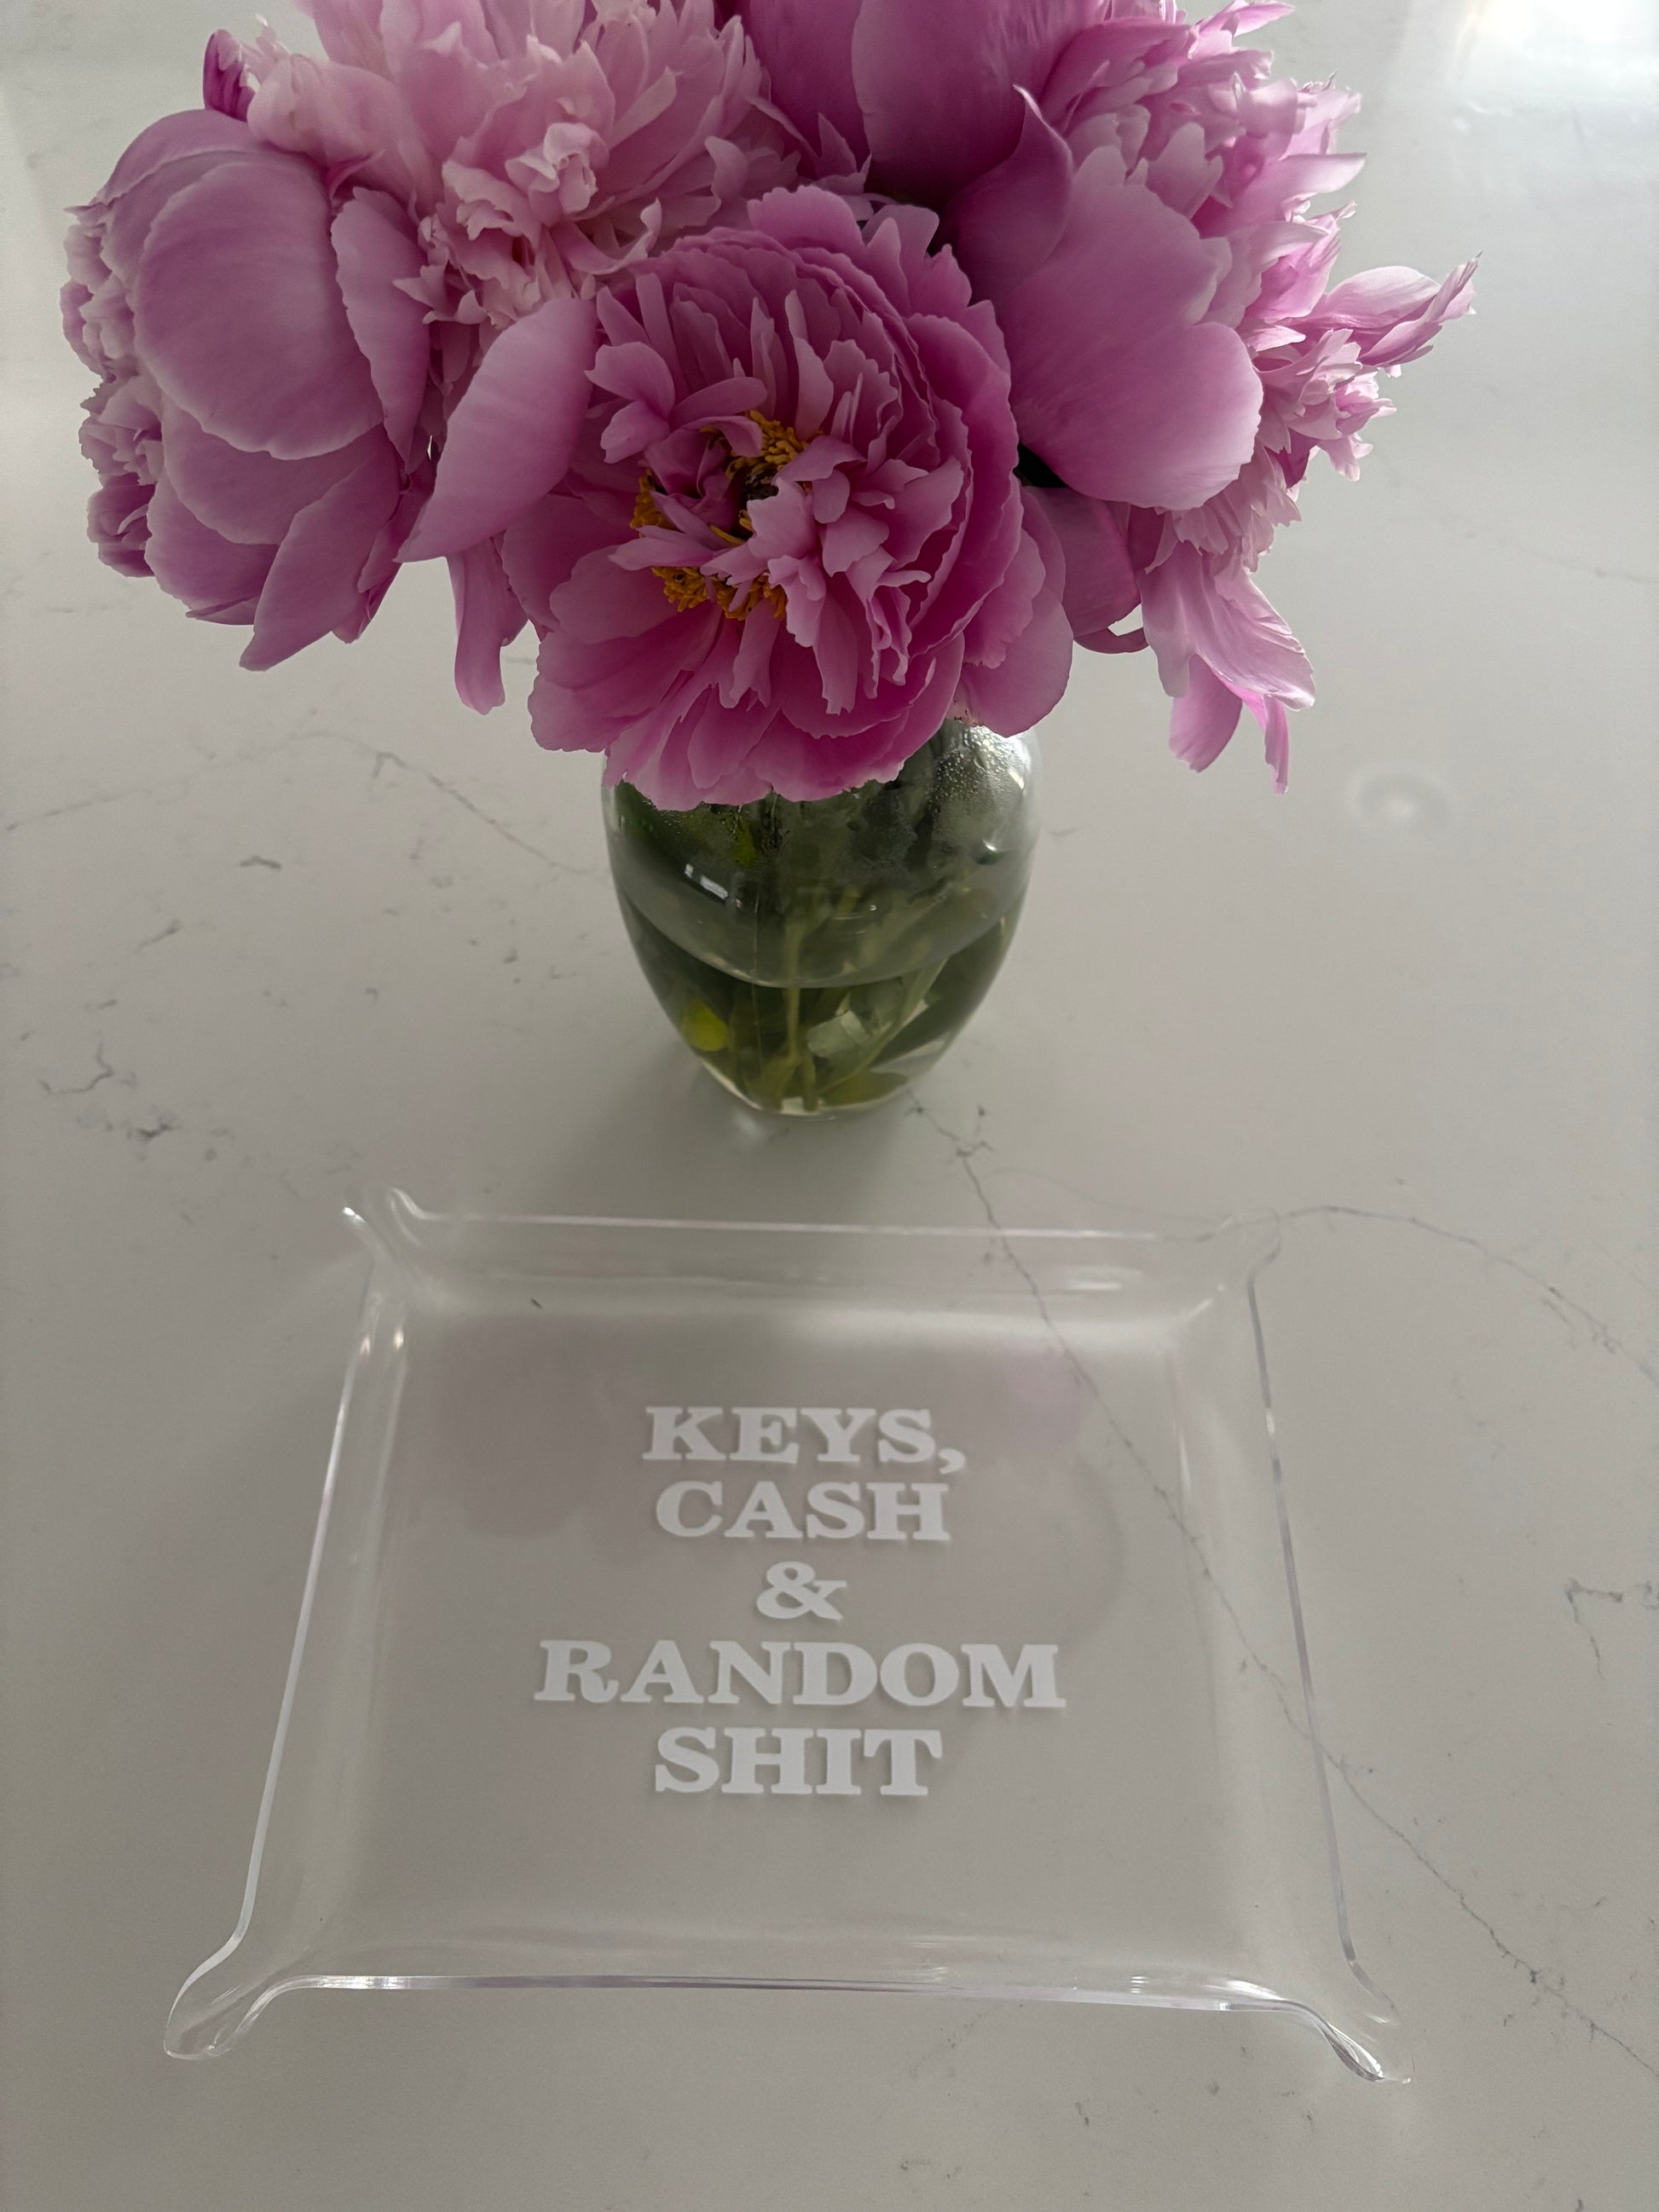 KEYS,
CASH
&
RANDOM
SHIT